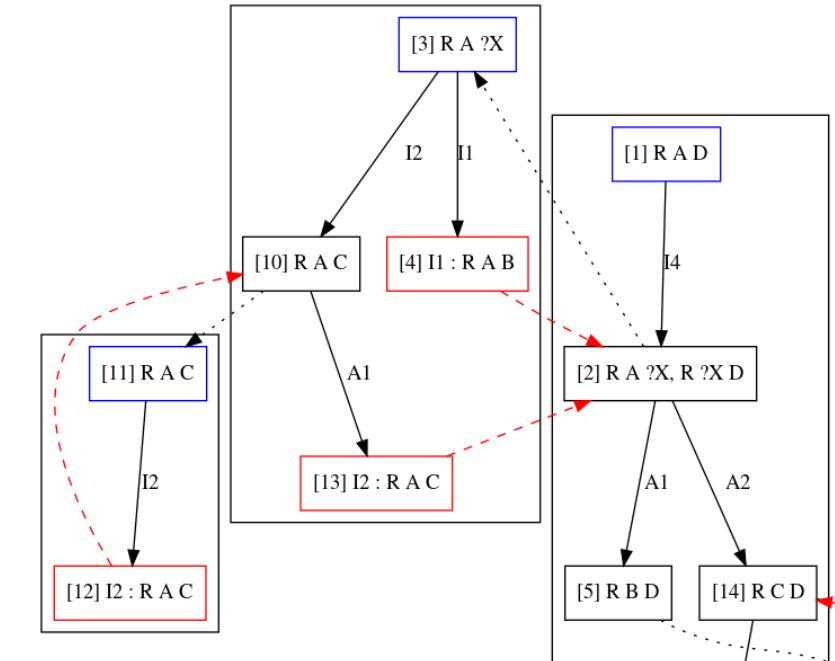 [3] R A ?X
[1] R A D
I2
I1
[10] R A C
[4] I1 : R A B
I4
[11] R A C
A1
[2] R A ?X, R ?X D
I2
[13] I2 : R A C
A1
A2
[12] I2 : R A C
[5] R B D
[14] R C D